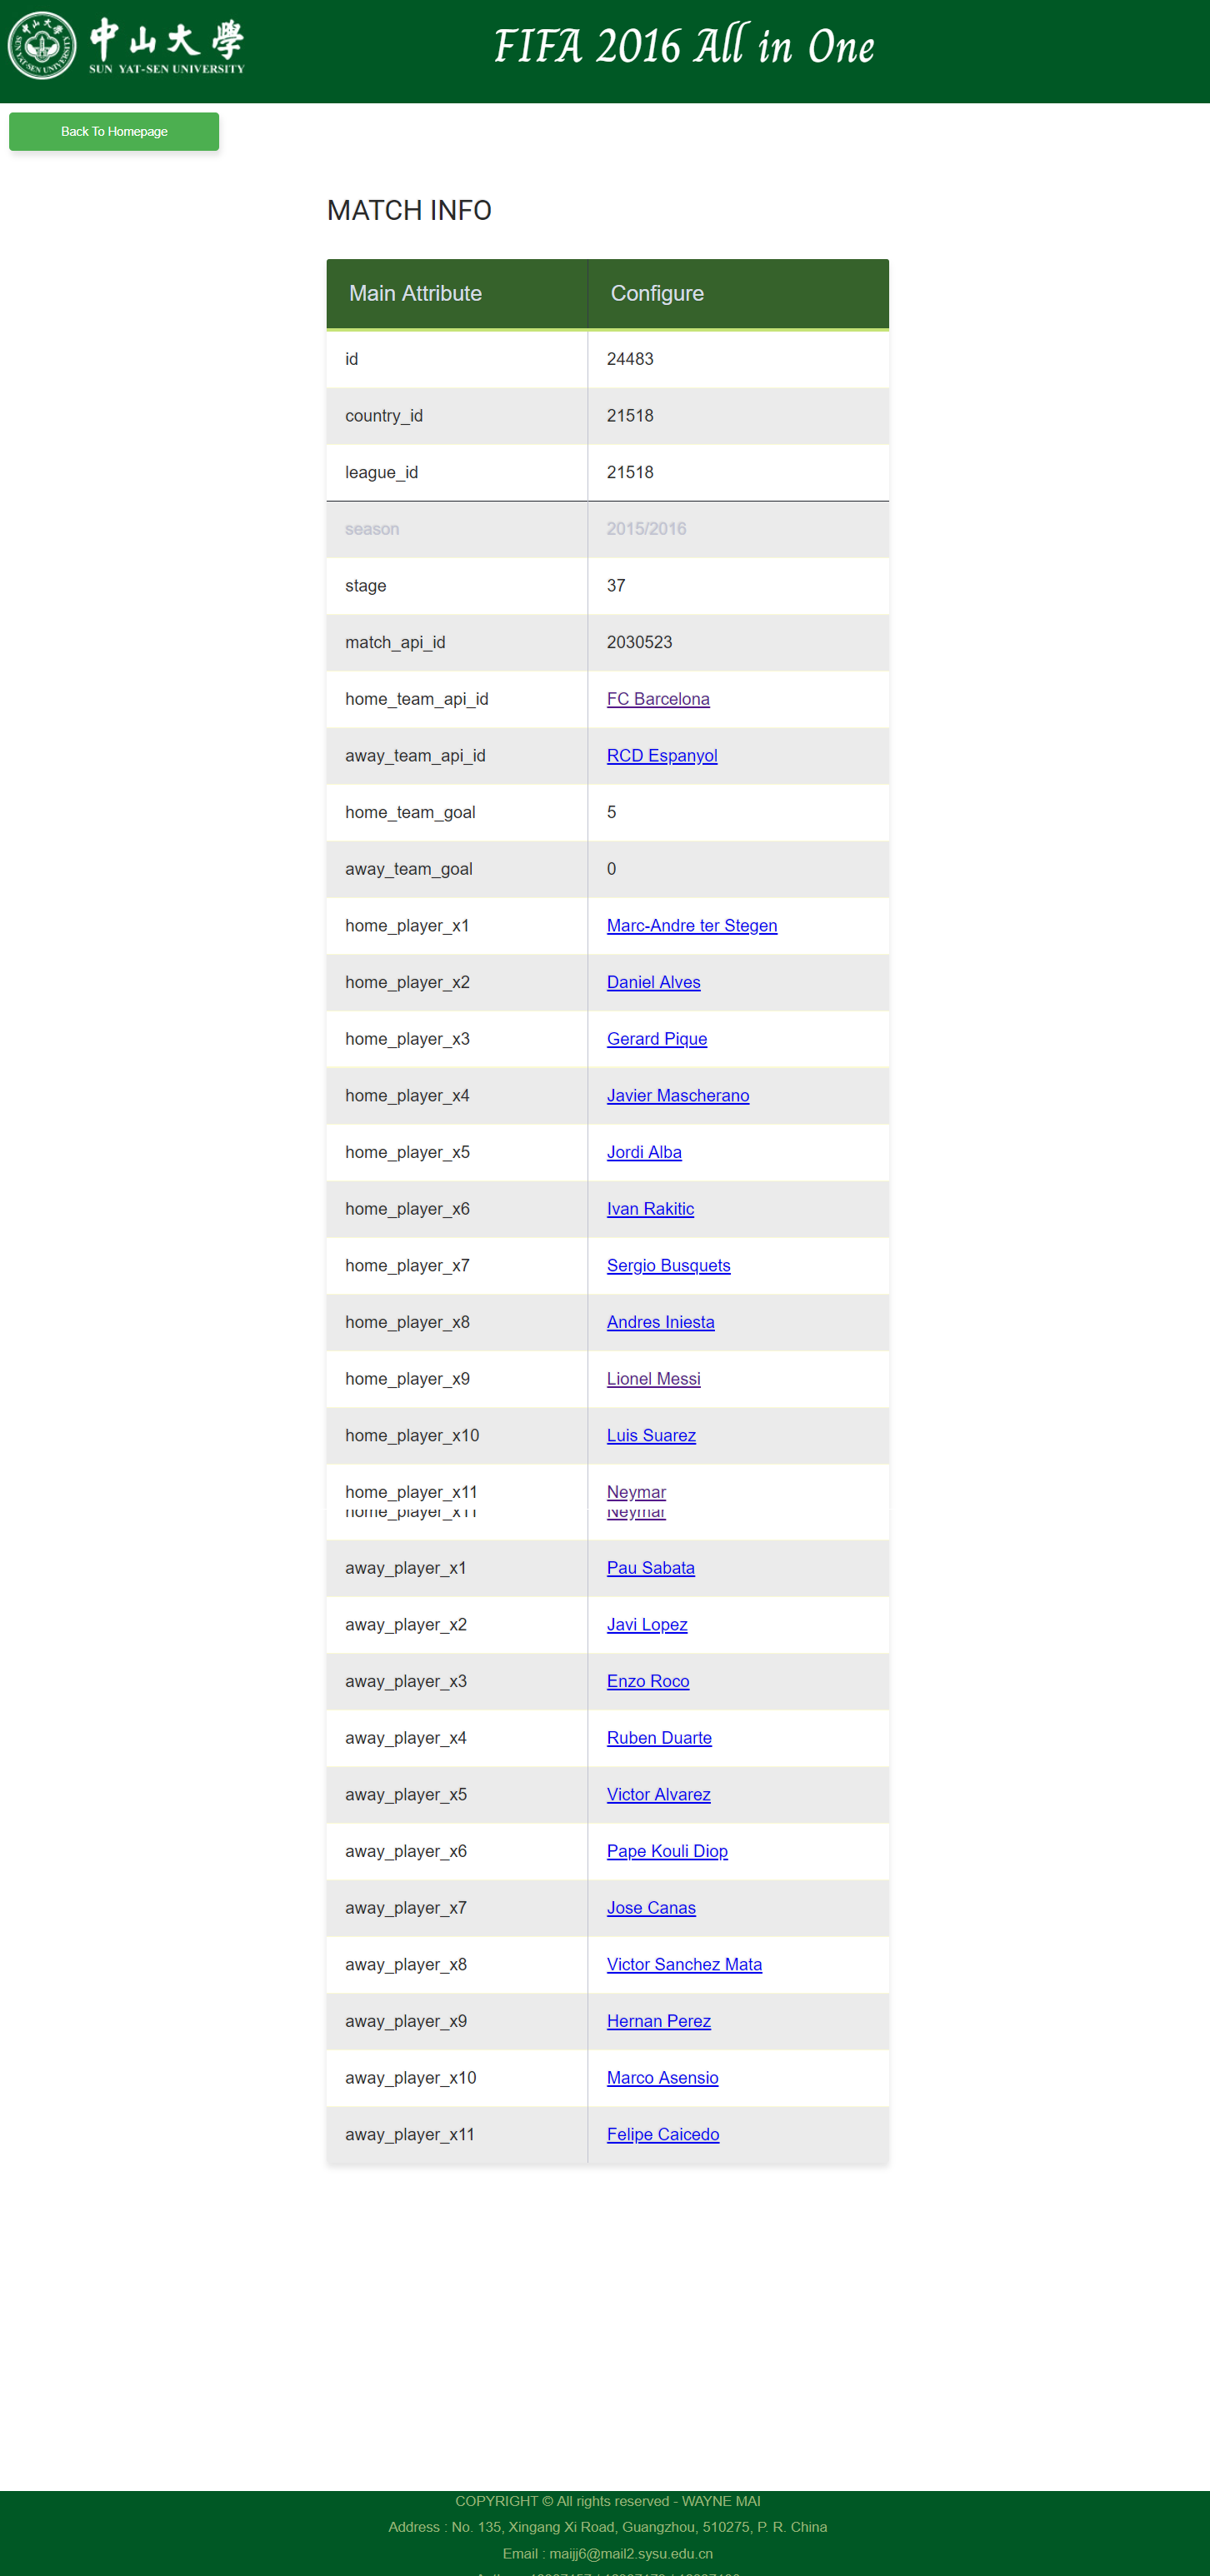 中山大學
SUN YAT-SEN UNIVERSITY
FIFA 2016 All in One
Back To Homepage
MATCH INFO
Main Attribute Configure
id 24483
country_id 21518
league_id 21518
season 2015/2016
stage 37
match_api_id 2030523
home_team_api_id FC Barcelona
away_team_api_id RCD Espanyol
home_team_goal 5
away_team_goal 0
home_player_x1 Marc-Andre ter Stegen
home_player_x2 Daniel Alves
home_player_x3 Gerard Pique
home_player_x4 Javier Mascherano
home_player_x5 Jordi Alba
home_player_x6 Ivan Rakitic
home_player_x7 Sergio Busquets
home_player_x8 Andres Iniesta
home_player_x9 Lionel Messi
home_player_x10 Luis Suarez
home_player_x11 Neymar
home_player_x11 Neymar
away_player_x1 Pau Sabata
away_player_x2 Javi Lopez
away_player_x3 Enzo Roco
away_player_x4 Ruben Duarte
away_player_x5 Victor Alvarez
away_player_x6 Pape Kouli Diop
away_player_x7 Jose Canas
away_player_x8 Victor Sanchez Mata
away_player_x9 Hernan Perez
away_player_x10 Marco Asensio
away_player_x11 Felipe Caicedo
COPYRIGHT © All rights reserved - WAYNE MAI
Address : No. 135, Xingang Xi Road, Guangzhou, 510275, P. R. China
Email : maijj6@mail2.sysu.edu.cn